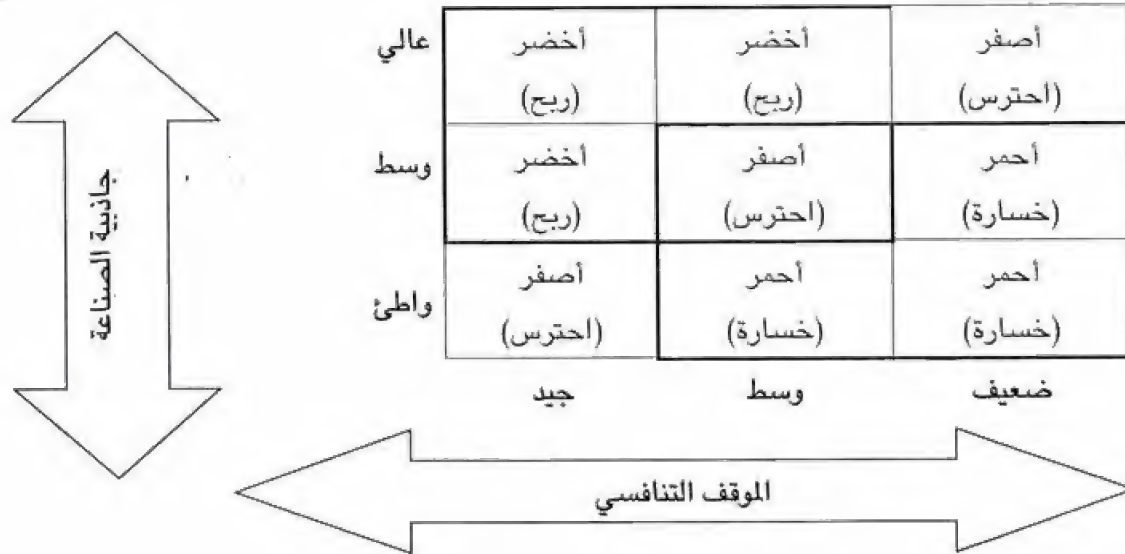 عالي
أخضر
أخضر
أصفر
(ربح)
(ربح)
(احترس)
وسط
أخضر
أصفر
أحمر
(ربح)
(احترس)
(خسارة)
واطئ
أصفر
أحمر
أحمر
(احترس)
(خسارة)
(خسارة)
جيد
وسط
ضعيف
جاذبية الصناعة
الموقف التنافسي